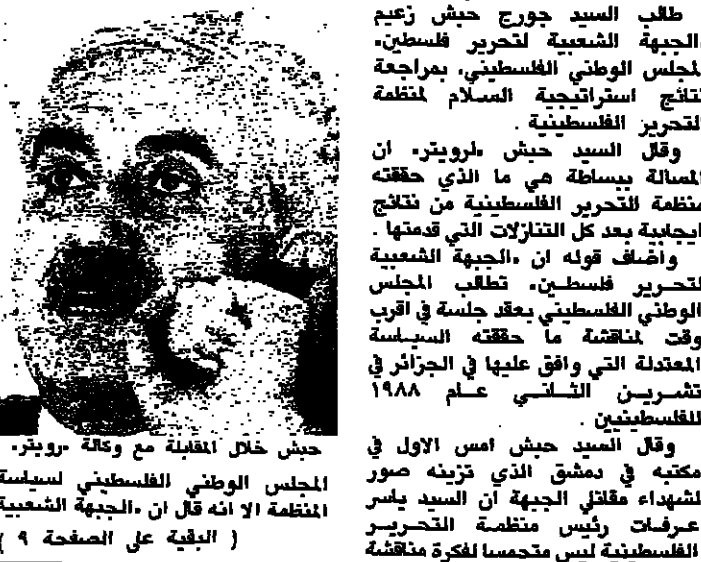 طالب السيد جورج حبش زعيم
«الجبهة الشعبية لتحرير فلسطين»
المجلس الوطني الفلسطيني، بمراجعة
نتائج استراتيجية السلام لمنظمة
التحرير الفلسطينية .
وقال السيد حبش «لرويتر» ان
المسالة ببساطة هي ما الذي حققته
منظمة التحرير الفلسطينية من نتائج
ايجابية بعد كل التنازلات التي قدمتها .
واضاف قوله ان «الجبهة الشعبية
لتحرير فلسطين» تطالب المجلس
الوطني الفلسطيني بعقد جلسة في اقرب
وقت لمناقشة ما حققته السياسة
المعتدلة التي وافق عليها في الجزائر في
تشرين الثاني عام ١٩٨٨
للفلسطينيين .
وقال السيد حبش امس الاول في
مكتبه في دمشق الذي تزينه صور
لشهداء مقاتلي الجبهة ان السيد ياسر
عرفات رئيس منظمة التحرير
الفلسطينية ليس متحمسا لفكرة مناقشة
حبش خلال المقابلة مع وكالة «رويتر»
المجلس الوطني الفلسطيني لسياسة
المنظمة الا انه قال ان «الجبهة الشعبية
( البقية على الصفحة ٩ )